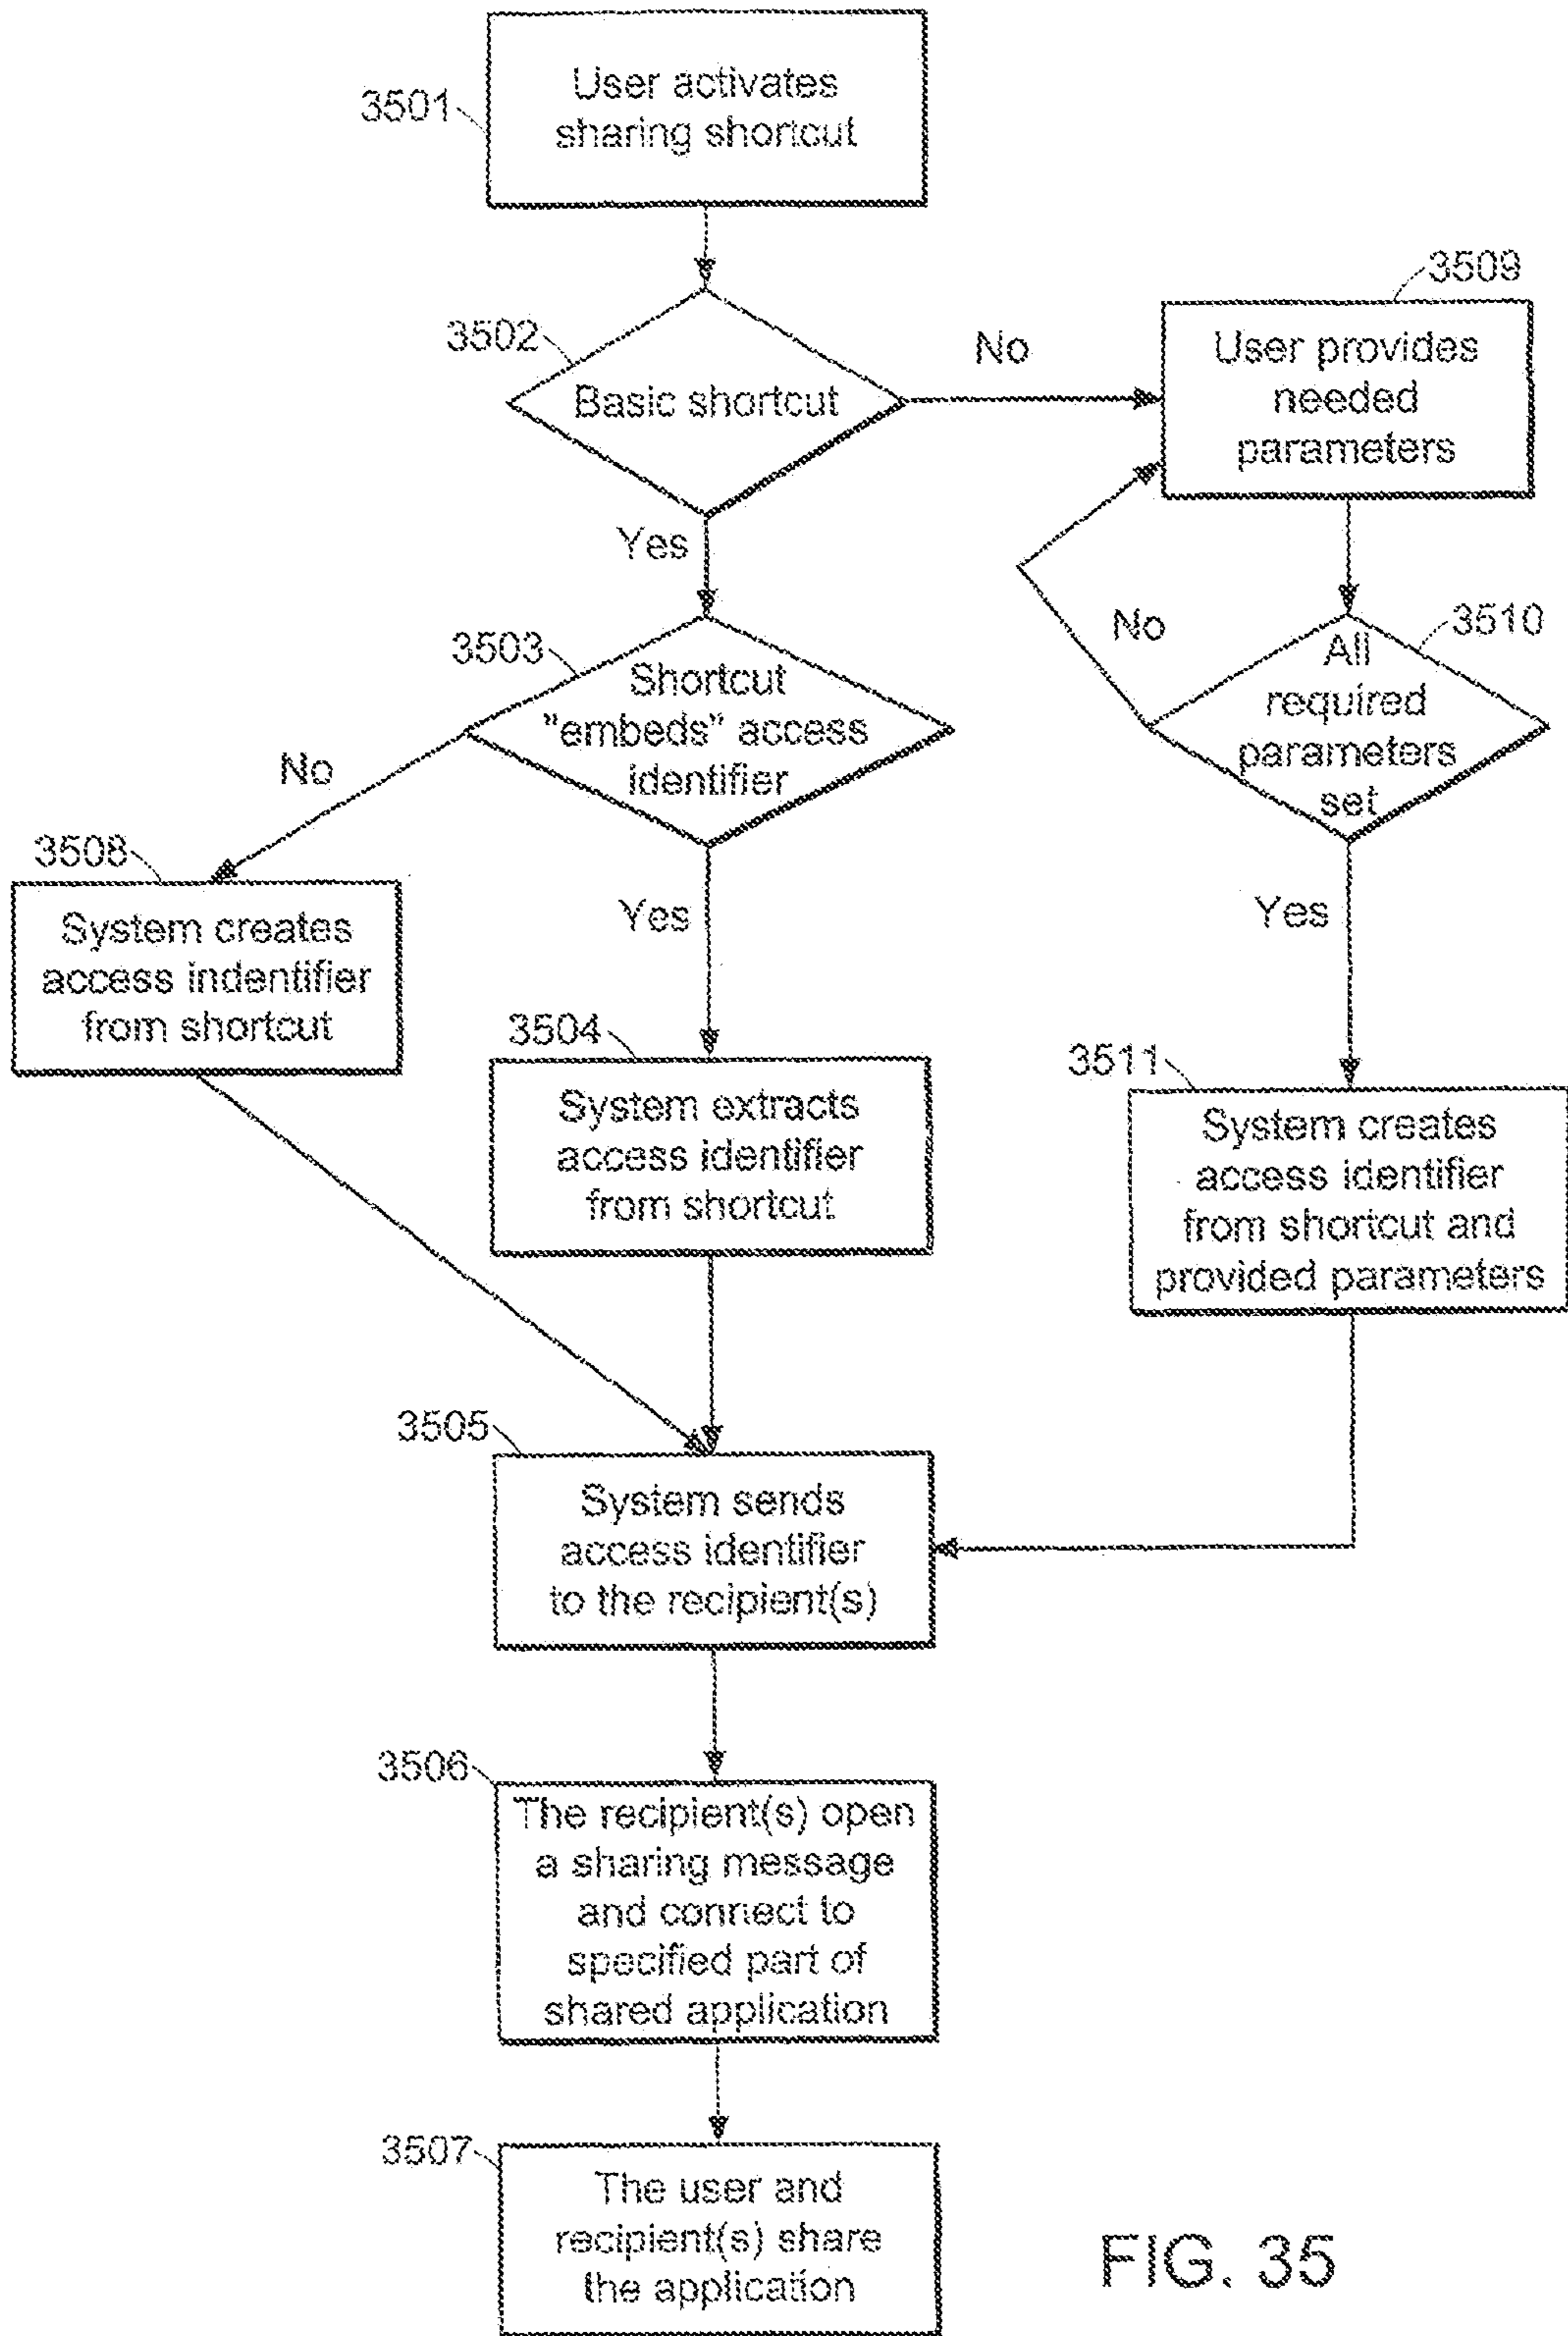 3501
User activates
sharing shortcut
3502
Basic shortcut
No
3509
User provides
needed
parameters
Yes
3503
Shortcut
"embeds" access
identifier
No
3510
All
required
parameters
set
No
3508
System creates
access indentifier
from shortcut
Yes
3504
System extracts
access identifier
from shortcut
Yes
3511
System creates
access identifier
from shortcut and
provided parameters
3505
System sends
access identifier
to the recipient(s)
3506
The recipient(s) open
a sharing message
and connect to
specified part of
shared application
3507
The user and
recipient(s) share
the application
FIG. 35